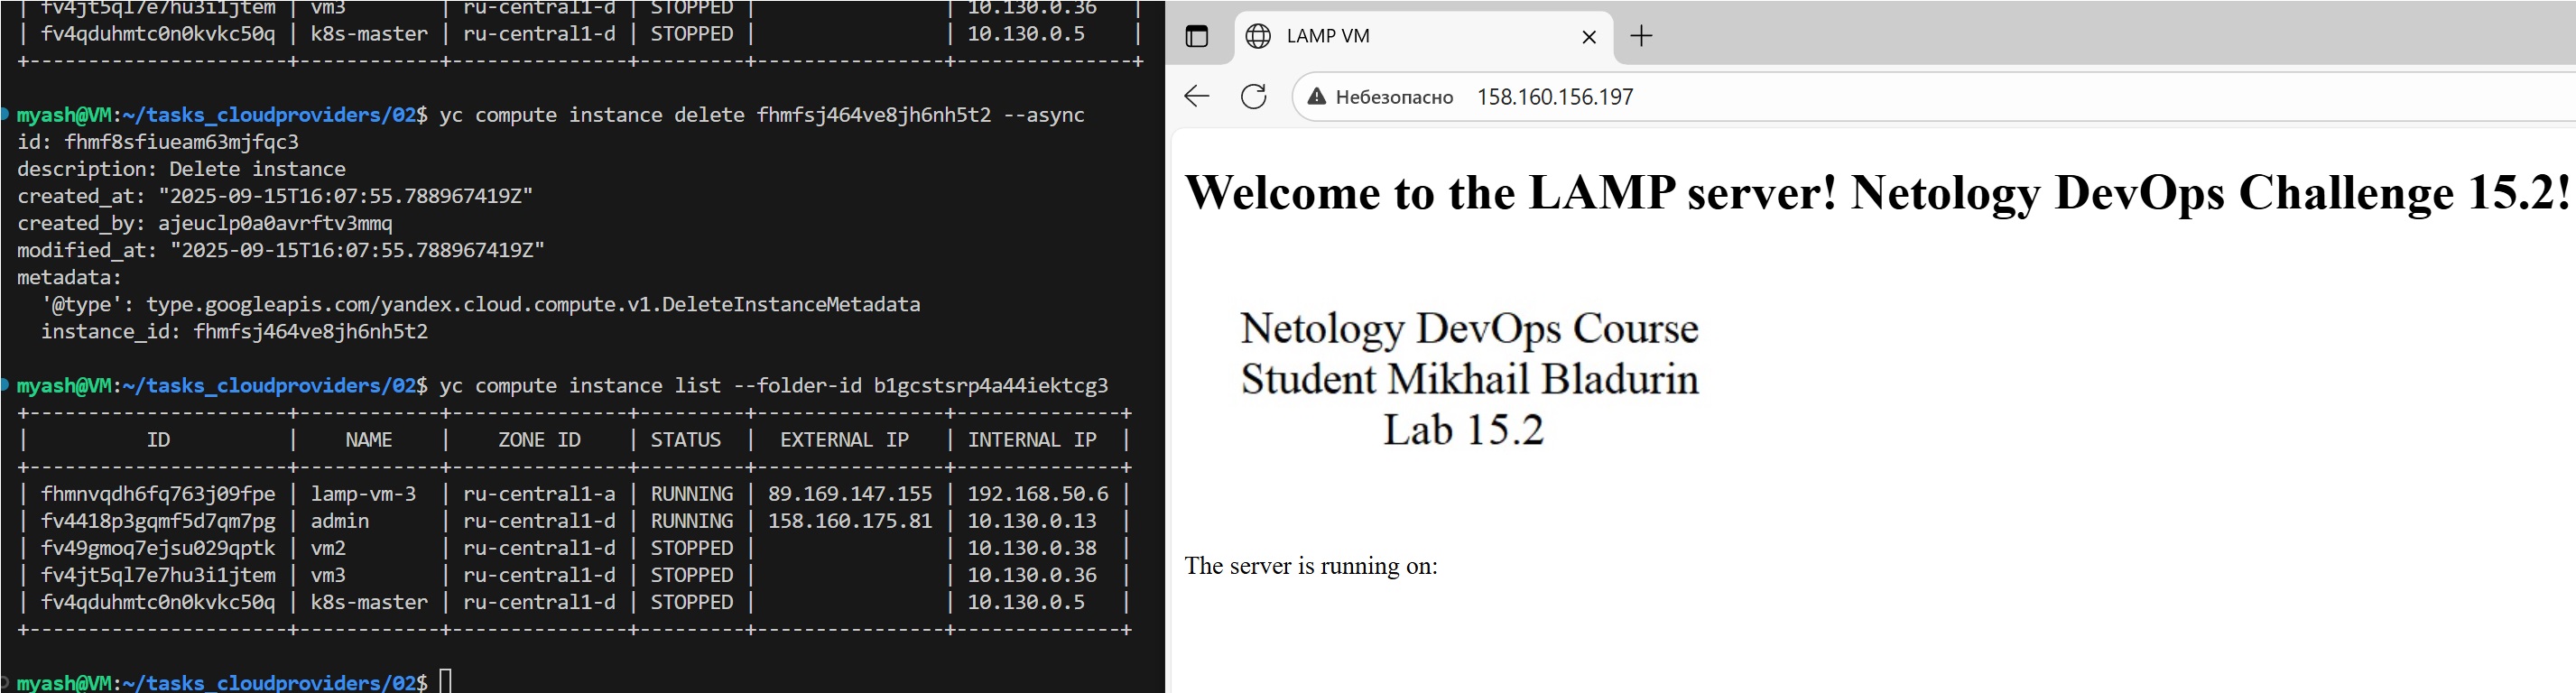 | fv4jt5ql7e7hu3i1jtem | vm3        | ru-central1-d | STOPPED |                | 10.130.0.36   |
| fv4qduhmtc0n0kvkc50q | k8s-master | ru-central1-d | STOPPED |                | 10.130.0.5    |
+----------------------+------------+---------------+---------+----------------+---------------+
myash@VM:~/tasks_cloudproviders/02$ yc compute instance delete fhmfsj464ve8jh6nh5t2 --async
id: fhmf8sfiueam63mjfqc3
description: Delete instance
created_at: "2025-09-15T16:07:55.788967419Z"
created_by: ajeuclp0a0avrftv3mmq
modified_at: "2025-09-15T16:07:55.788967419Z"
metadata:
  '@type': type.googleapis.com/yandex.cloud.compute.v1.DeleteInstanceMetadata
  instance_id: fhmfsj464ve8jh6nh5t2
myash@VM:~/tasks_cloudproviders/02$ yc compute instance list --folder-id b1gcstsrp4a44iektcg3
+----------------------+------------+---------------+---------+----------------+--------------+
|          ID          |    NAME    |    ZONE ID    | STATUS  |  EXTERNAL IP   | INTERNAL IP  |
+----------------------+------------+---------------+---------+----------------+--------------+
| fhmnvqdh6fq763j09fpe | lamp-vm-3  | ru-central1-a | RUNNING | 89.169.147.155 | 192.168.50.6 |
| fv4418p3gqmf5d7qm7pg | admin      | ru-central1-d | RUNNING | 158.160.175.81 | 10.130.0.13  |
| fv49gmoq7ejsu029qptk | vm2        | ru-central1-d | STOPPED |                | 10.130.0.38  |
| fv4jt5ql7e7hu3i1jtem | vm3        | ru-central1-d | STOPPED |                | 10.130.0.36  |
| fv4qduhmtc0n0kvkc50q | k8s-master | ru-central1-d | STOPPED |                | 10.130.0.5   |
+----------------------+------------+---------------+---------+----------------+--------------+
myash@VM:~/tasks_cloudproviders/02$
LAMP VM
Небезопасно 158.160.156.197
Welcome to the LAMP server! Netology DevOps Challenge 15.2!
Netology DevOps Course
Student Mikhail Bladurin
Lab 15.2
The server is running on: